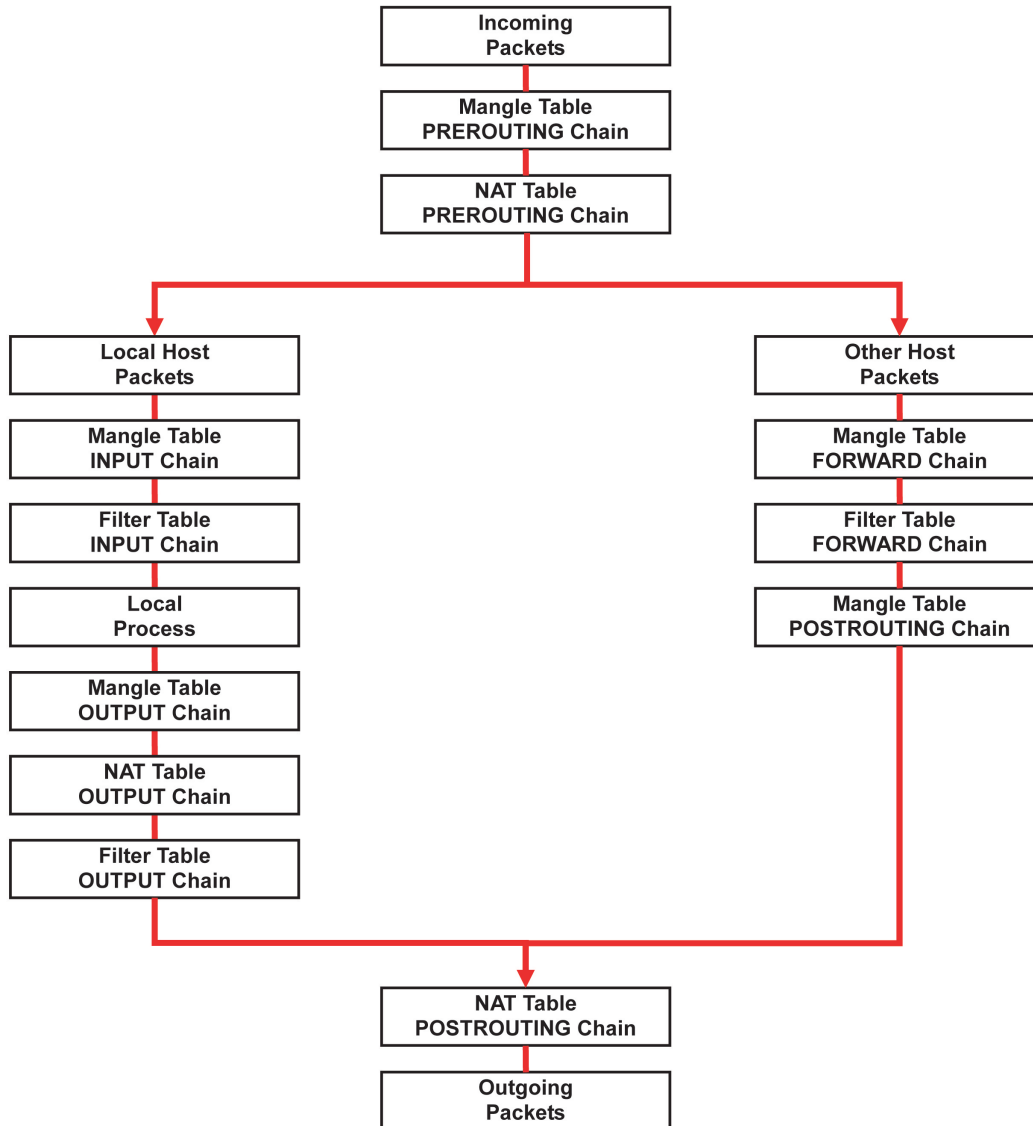 Incoming
Packets
Mangle Table
PREROUTING Chain
NAT Table
PREROUTING Chain
Local Host
Packets
Mangle Table
INPUT Chain
Filter Table
INPUT Chain
Local
Process
Mangle Table
OUTPUT Chain
NAT Table
OUTPUT Chain
Filter Table
OUTPUT Chain
Other Host
Packets
Mangle Table
FORWARD Chain
Filter Table
FORWARD Chain
Mangle Table
POSTROUTING Chain
NAT Table
POSTROUTING Chain
Outgoing
Packets